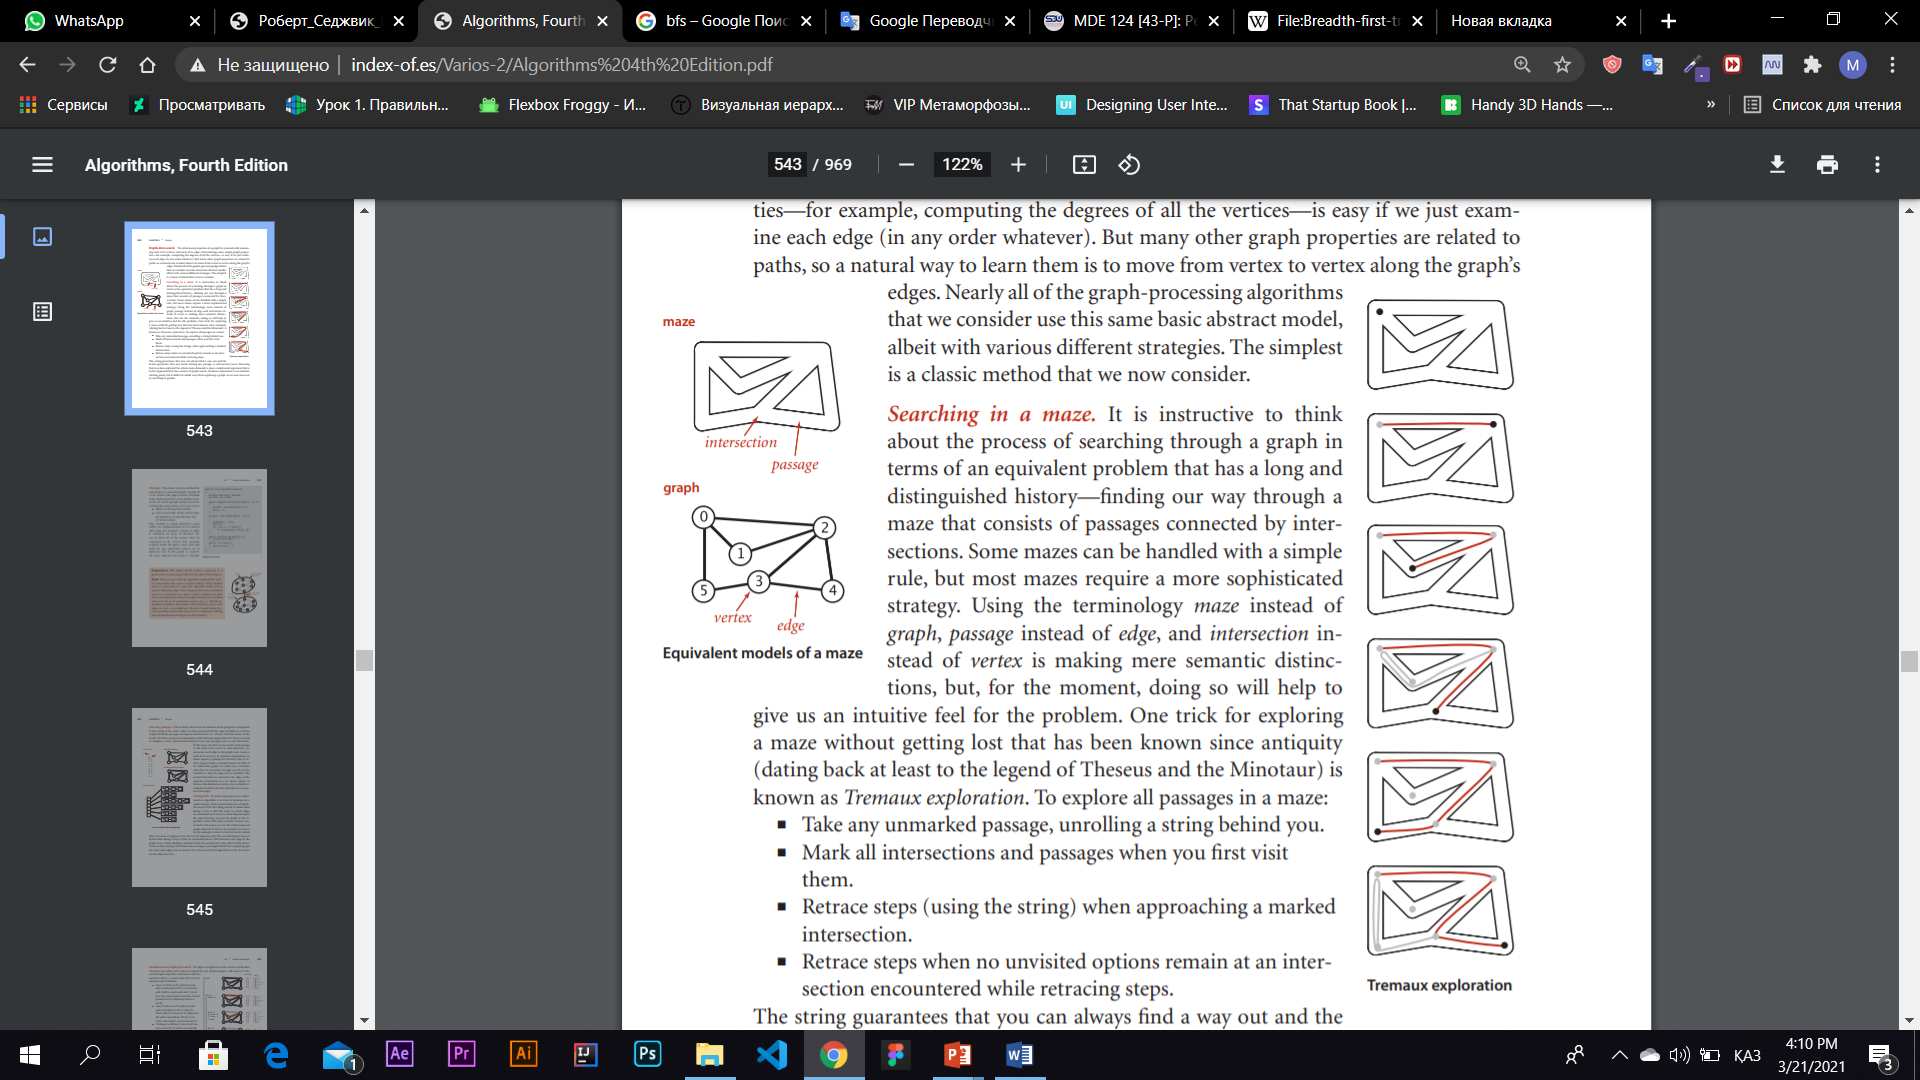 WhatsApp
Роберт_Седжвик_
Algorithms, Fourth
bfs – Google Поис
Google Переводч
MDE 124 [43-P]: Р
File:Breadth-first-tr
Новая вкладка
Не защищено
index-of.es/Varios-2/Algorithms%204th%20Edition.pdf
M
Сервисы
Просматривать
Урок 1. Правильн...
Flexbox Froggy - И...
Визуальная иерарх...
VIP Метаморфозы...
Designing User Inte...
That Startup Book |...
Handy 3D Hands —...
»
Список для чтения
Algorithms, Fourth Edition
543 / 969
122%
543
544
545
ties—for example, computing the degrees of all the vertices—is easy if we just exam-
ine each edge (in any order whatever). But many other graph properties are related to
paths, so a natural way to learn them is to move from vertex to vertex along the graph’s
edges. Nearly all of the graph-processing algorithms
that we consider use this same basic abstract model,
albeit with various different strategies. The simplest
is a classic method that we now consider.
maze
intersection
passage
graph
0
2
1
3
5
4
vertex
edge
Equivalent models of a maze
Searching in a maze. It is instructive to think
about the process of searching through a graph in
terms of an equivalent problem that has a long and
distinguished history—finding our way through a
maze that consists of passages connected by inter-
sections. Some mazes can be handled with a simple
rule, but most mazes require a more sophisticated
strategy. Using the terminology maze instead of
graph, passage instead of edge, and intersection in-
stead of vertex is making mere semantic distinc-
tions, but, for the moment, doing so will help to
give us an intuitive feel for the problem. One trick for exploring
a maze without getting lost that has been known since antiquity
(dating back at least to the legend of Theseus and the Minotaur) is
known as Tremaux exploration. To explore all passages in a maze:
■ Take any unmarked passage, unrolling a string behind you.
■ Mark all intersections and passages when you first visit
them.
■ Retrace steps (using the string) when approaching a marked
intersection.
■ Retrace steps when no unvisited options remain at an inter-
section encountered while retracing steps.
The string guarantees that you can always find a way out and the
Tremaux exploration
1
Ae
Pr
Ai
IJ
Ps
ҚАЗ
4:10 PM
3/21/2021
3